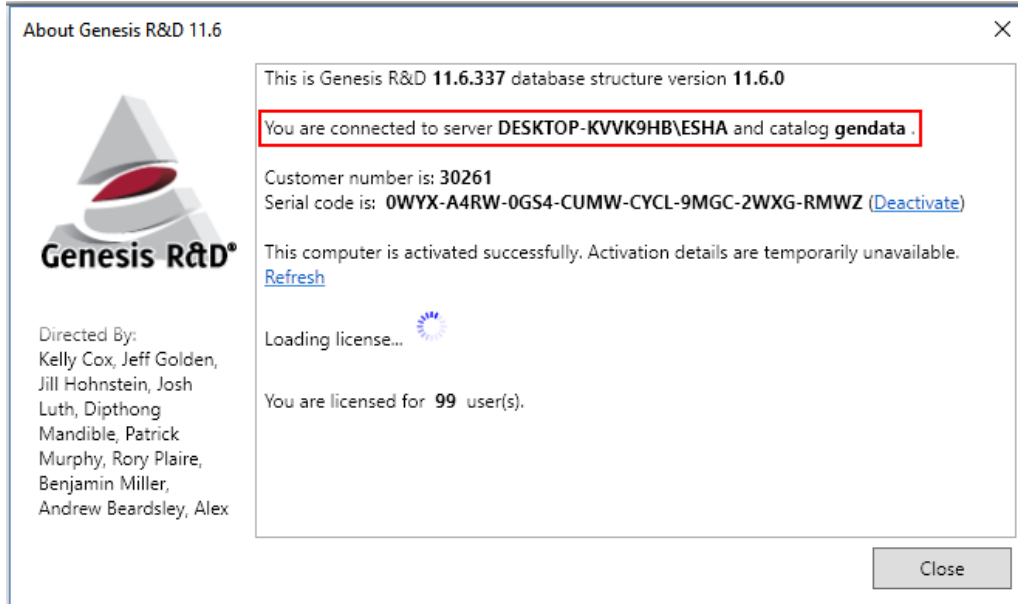 About Genesis R&D 11.6
This is Genesis R&D 11.6.337 database structure version 11.6.0
You are connected to server DESKTOP-KVVK9HB\ESHA and catalog gendata .
Customer number is: 30261
Serial code is: 0WYX-A4RW-0GS4-CUMW-CYCL-9MGC-2WXG-RMWZ (Deactivate)
This computer is activated successfully. Activation details are temporarily unavailable.
Refresh
Loading license...
You are licensed for 99 user(s).
Genesis R&D®
Directed By:
Kelly Cox, Jeff Golden,
Jill Hohnstein, Josh
Luth, Dipthong
Mandible, Patrick
Murphy, Rory Plaire,
Benjamin Miller,
Andrew Beardsley, Alex
Close